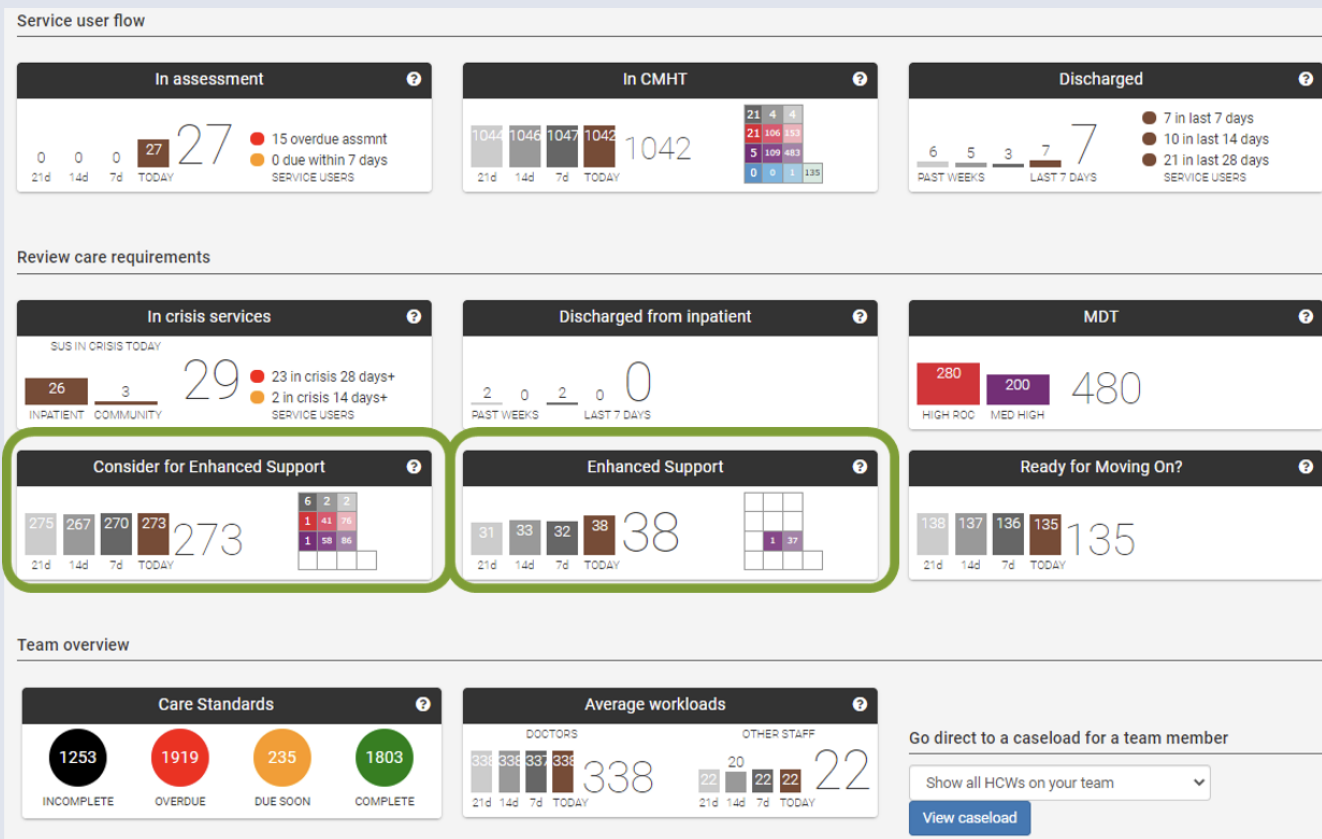 Service user flow
In assessment ?
0 0 0 27 27
21d 14d 7d TODAY
15 overdue assmnt
0 due within 7 days
SERVICE USERS
In CMHT ?
1044 1046 1047 1042 1042
21d 14d 7d TODAY
21 4 4
21 106 153
5 109 483
0 0 1 135
Discharged ?
6 5 3 7 7
PAST WEEKS LAST 7 DAYS
7 in last 7 days
10 in last 14 days
21 in last 28 days
SERVICE USERS
Review care requirements
In crisis services ?
SUS IN CRISIS TODAY
26 3 29
INPATIENT COMMUNITY
23 in crisis 28 days+
2 in crisis 14 days+
SERVICE USERS
Discharged from inpatient ?
2 0 2 0 0
PAST WEEKS LAST 7 DAYS
MDT ?
280 200 480
HIGH ROC MED HIGH
Consider for Enhanced Support ?
275 267 270 273 273
21d 14d 7d TODAY
6 2 2
1 41 76
1 58 86
Enhanced Support ?
31 33 32 38 38
21d 14d 7d TODAY
1 37
Ready for Moving On? ?
138 137 136 135 135
21d 14d 7d TODAY
Team overview
Care Standards ?
1253 1919 235 1803
INCOMPLETE OVERDUE DUE SOON COMPLETE
Average workloads ?
DOCTORS
338 338 337 338 338
21d 14d 7d TODAY
OTHER STAFF
22 20 22 22 22
21d 14d 7d TODAY
Go direct to a caseload for a team member
Show all HCWs on your team
View caseload